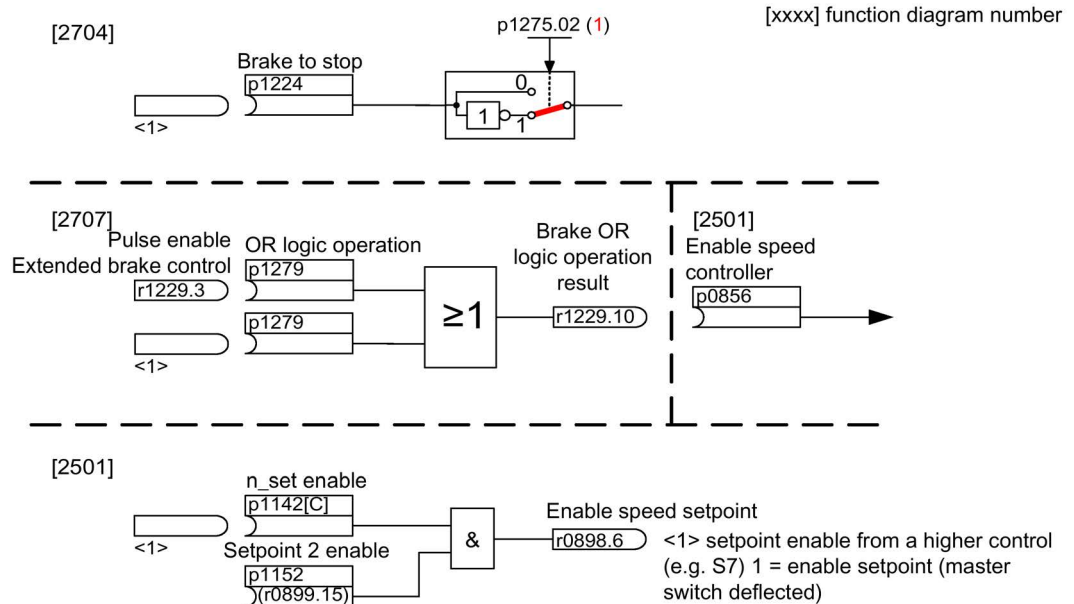 [xxxx] function diagram number
[2704]
p1275.02 (1)
Brake to stop
p1224
<1>
0
1
1
[2707]
Pulse enable
Extended brake control
r1229.3
OR logic operation
p1279
p1279
<1>
≥1
Brake OR
logic operation
result
r1229.10
[2501]
Enable speed
controller
p0856
[2501]
n_set enable
p1142[C]
<1>
Setpoint 2 enable
p1152
(r0899.15)
&
Enable speed setpoint
r0898.6
<1> setpoint enable from a higher control
(e.g. S7) 1 = enable setpoint (master
switch deflected)